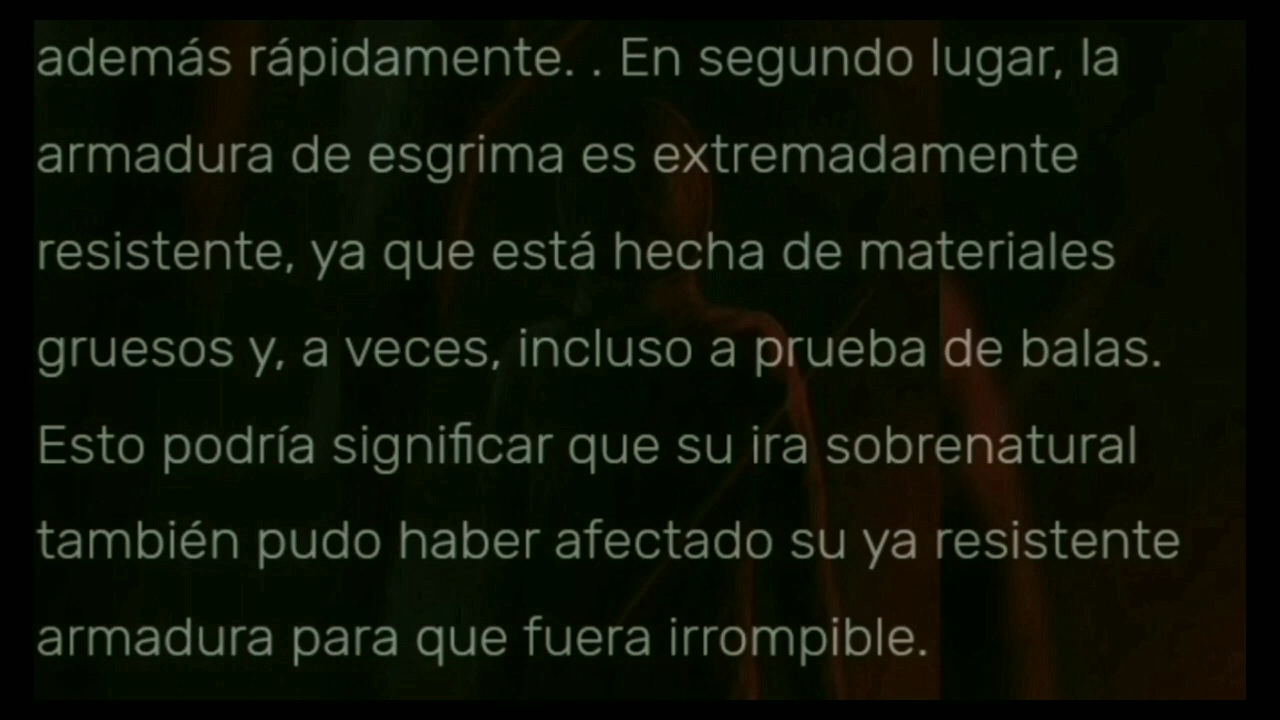 además rápidamente. . En segundo lugar, la
armadura de esgrima es extremadamente
resistente, ya que está hecha de materiales
gruesos y, a veces, incluso a prueba de balas.
Esto podría significar que su ira sobrenatural
también pudo haber afectado su ya resistente
armadura para que fuera irrompible.